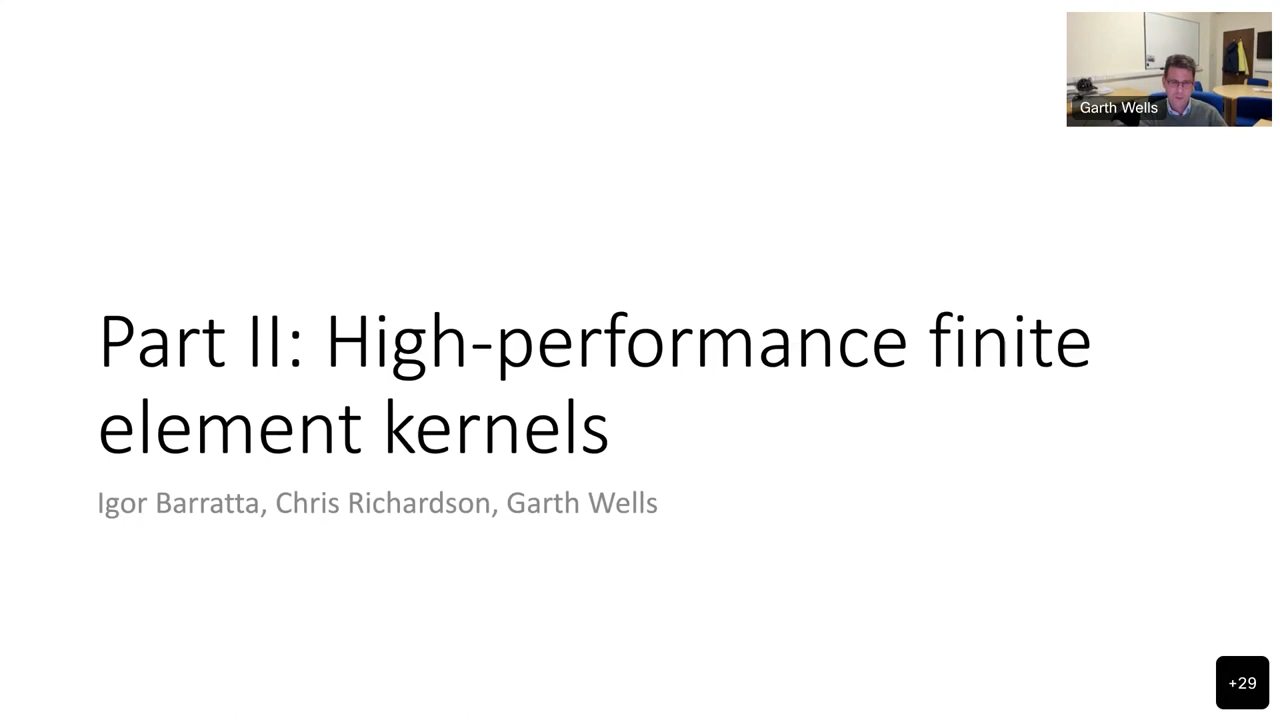 Garth Wells
Part II: High-performance finite
element kernels
Igor Barratta, Chris Richardson, Garth Wells
+29